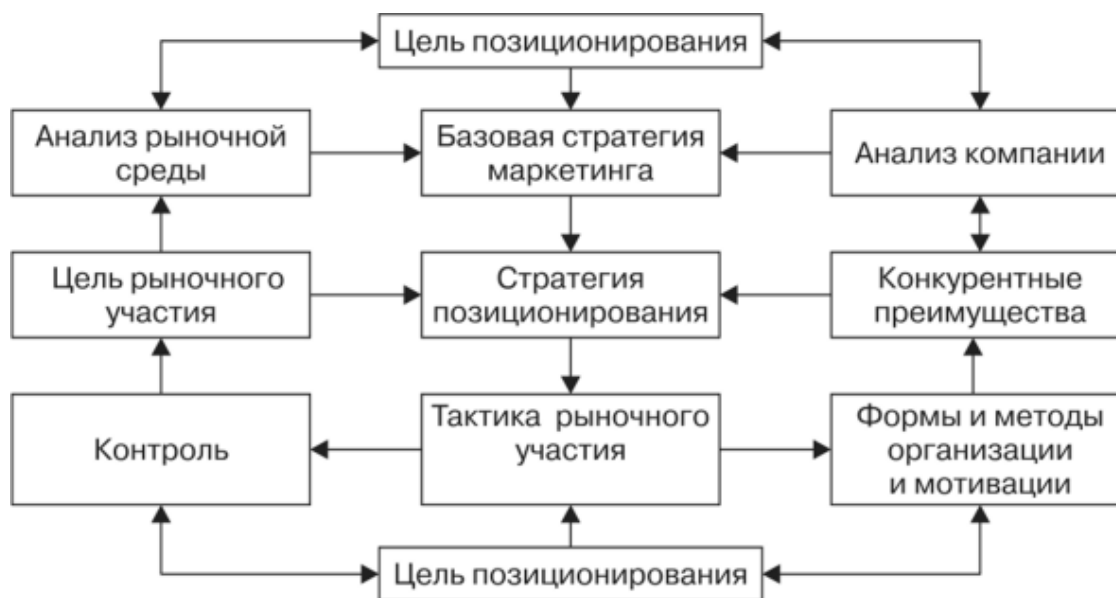 Цель позиционирования
Анализ рыночной
среды
Базовая стратегия
маркетинга
Анализ компании
Цель рыночного
участия
Стратегия
позиционирования
Конкурентные
преимущества
Контроль
Тактика рыночного
участия
Формы и методы
организации
и мотивации
Цель позиционирования